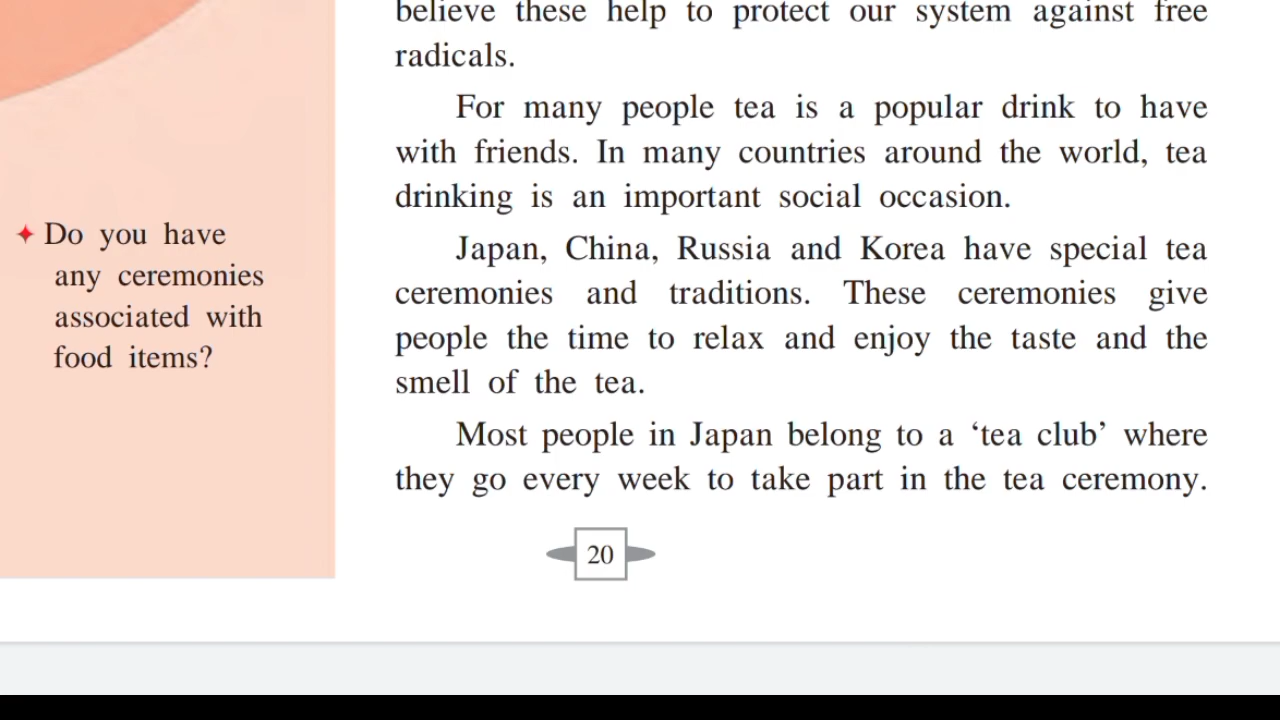 believe these help to protect our system against free
radicals.
For many people tea is a popular drink to have
with friends. In many countries around the world, tea
drinking is an important social occasion.
Japan, China, Russia and Korea have special tea
ceremonies and traditions. These ceremonies give
people the time to relax and enjoy the taste and the
smell of the tea.
Most people in Japan belong to a ‘tea club’ where
they go every week to take part in the tea ceremony.
✦ Do you have
any ceremonies
associated with
food items?
20